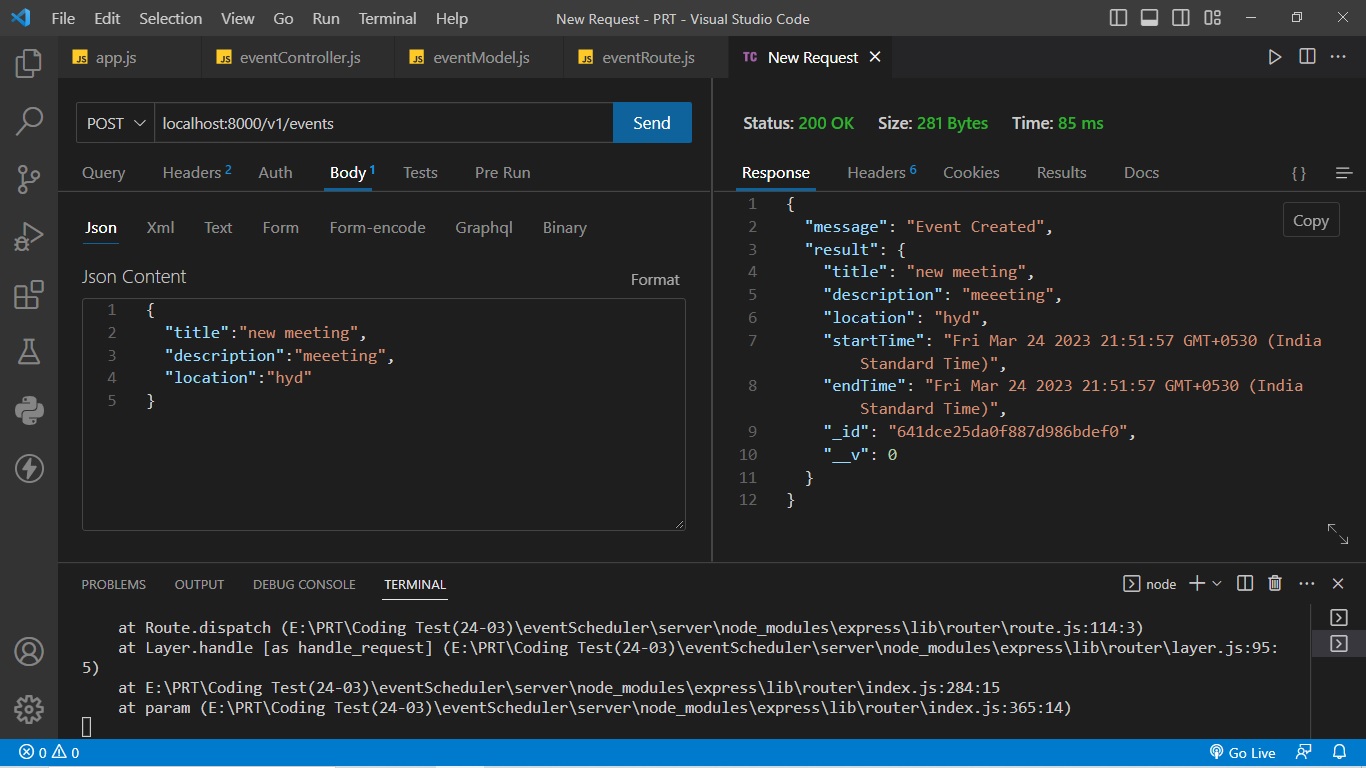 File Edit Selection View Go Run Terminal Help New Request - PRT - Visual Studio Code
JS app.js JS eventController.js JS eventModel.js JS eventRoute.js TC New Request
POST localhost:8000/v1/events Send
Query Headers 2 Auth Body 1 Tests Pre Run
Json Xml Text Form Form-encode Graphql Binary
Json Content Format
1 {
2 "title":"new meeting",
3 "description":"meeeting",
4 "location":"hyd"
5 }
Status: 200 OK Size: 281 Bytes Time: 85 ms
Response Headers 6 Cookies Results Docs {}
Copy
1 {
2 "message": "Event Created",
3 "result": {
4 "title": "new meeting",
5 "description": "meeeting",
6 "location": "hyd",
7 "startTime": "Fri Mar 24 2023 21:51:57 GMT+0530 (India
Standard Time)",
8 "endTime": "Fri Mar 24 2023 21:51:57 GMT+0530 (India
Standard Time)",
9 "_id": "641dce25da0f887d986bdef0",
10 "__v": 0
11 }
12 }
PROBLEMS OUTPUT DEBUG CONSOLE TERMINAL node
at Route.dispatch (E:\PRT\Coding Test(24-03)\eventScheduler\server\node_modules\express\lib\router\route.js:114:3)
at Layer.handle [as handle_request] (E:\PRT\Coding Test(24-03)\eventScheduler\server\node_modules\express\lib\router\layer.js:95:
5)
at E:\PRT\Coding Test(24-03)\eventScheduler\server\node_modules\express\lib\router\index.js:284:15
at param (E:\PRT\Coding Test(24-03)\eventScheduler\server\node_modules\express\lib\router\index.js:365:14)
0 0 Go Live